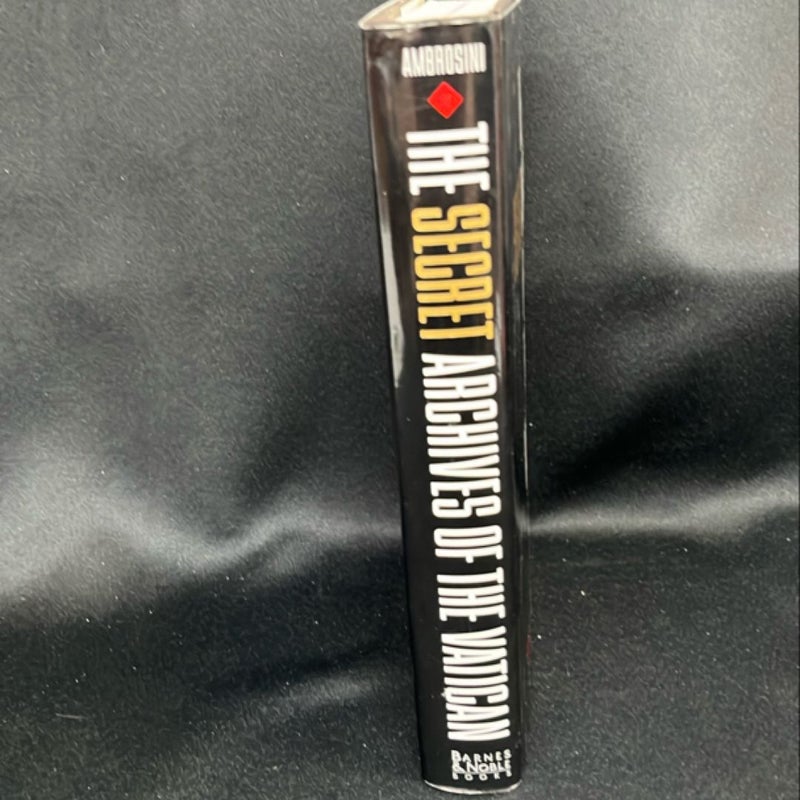 AMBROSINI
THE SECRET ARCHIVES OF THE VATICAN
BARNES
& NOBLE
BOOKS